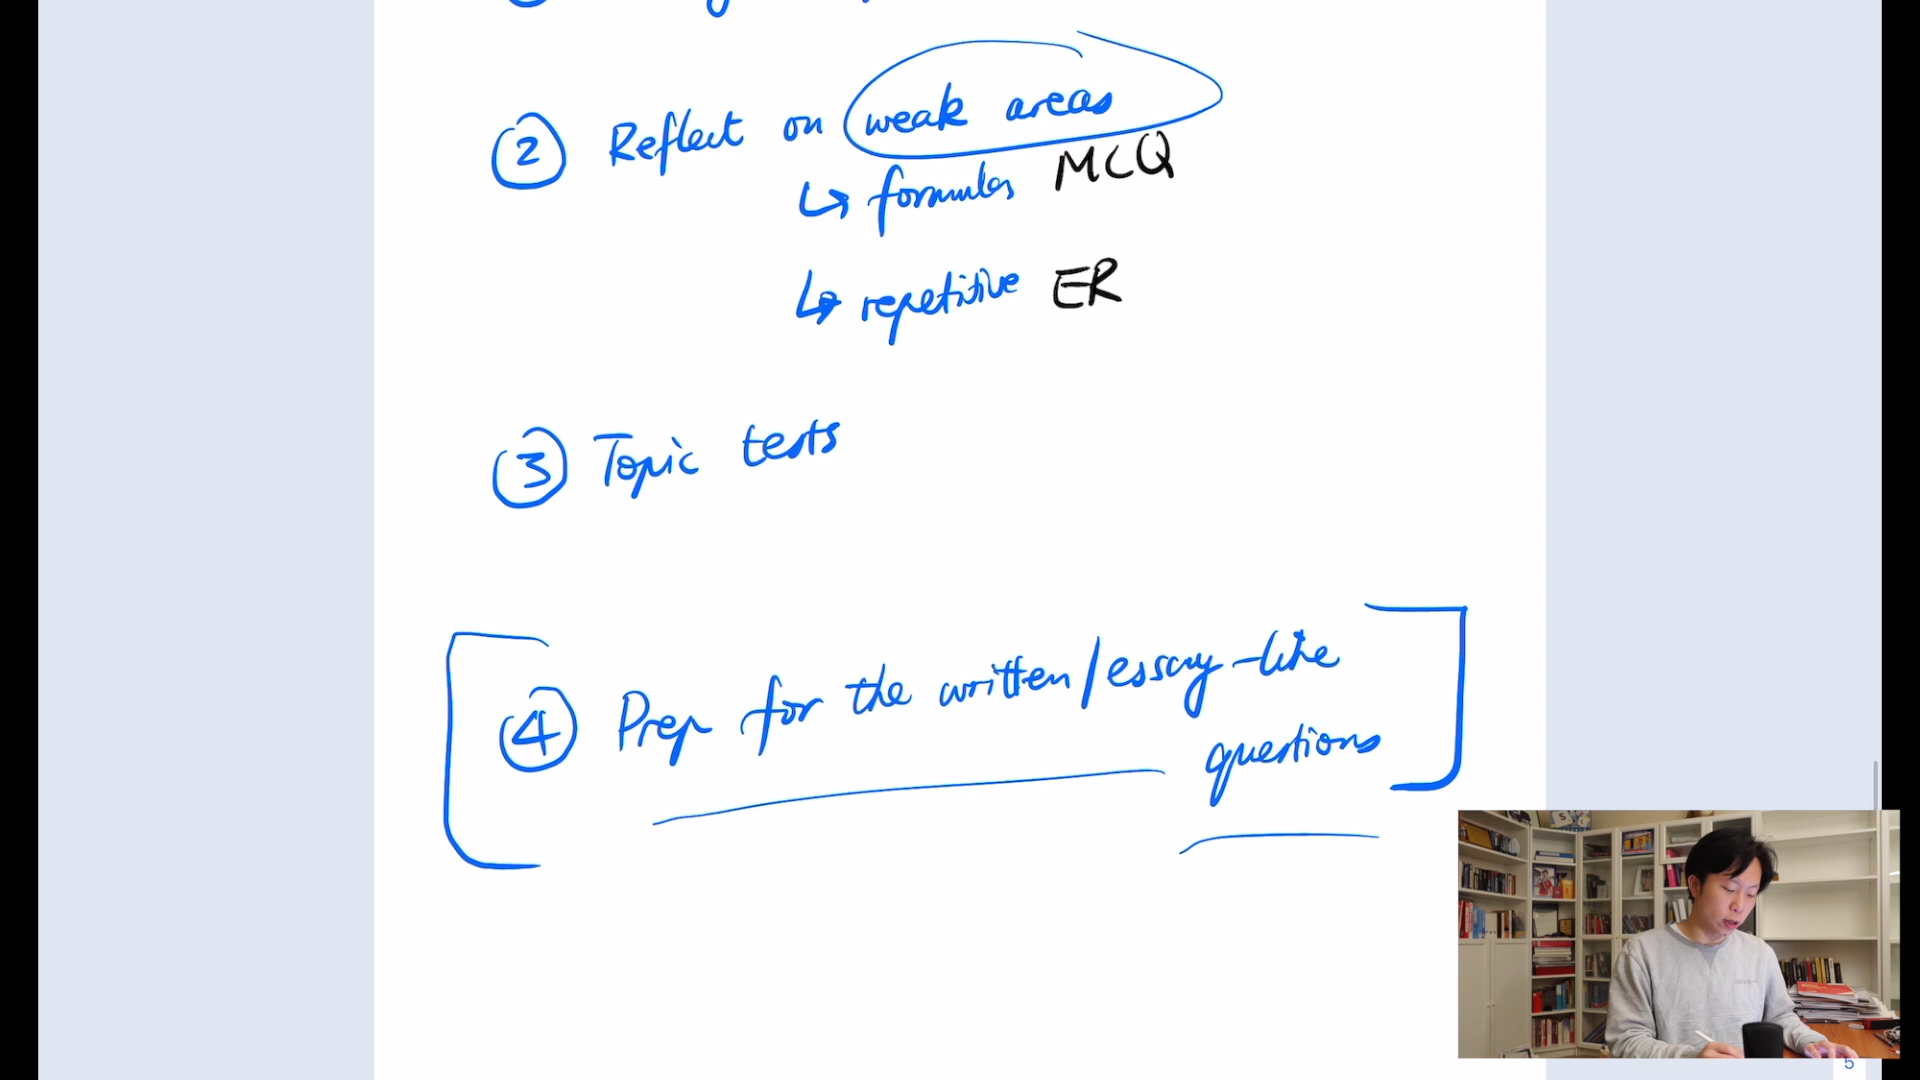 ② Reflect on weak areas
↳ formulas MCQ
↳ repetitive ER
③ Topic tests
④ Prep for the written/essay-like
questions
5